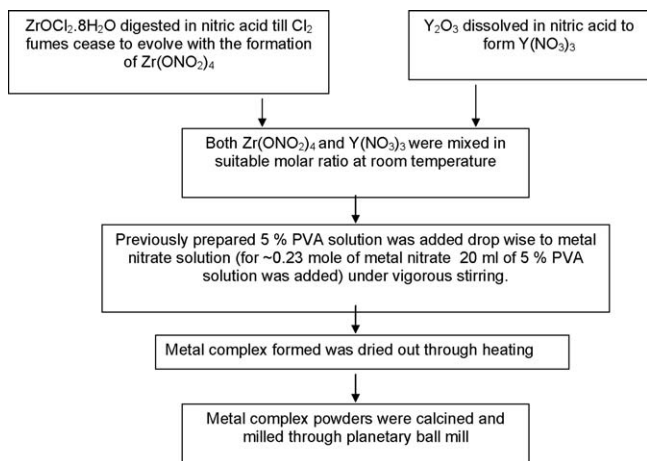 ZrOCl₂.8H₂O digested in nitric acid till Cl₂
fumes cease to evolve with the formation
of Zr(ONO₂)₄
Y₂O₃ dissolved in nitric acid to
form Y(NO₃)₃
Both Zr(ONO₂)₄ and Y(NO₃)₃ were mixed in
suitable molar ratio at room temperature
Previously prepared 5 % PVA solution was added drop wise to metal
nitrate solution (for ~0.23 mole of metal nitrate 20 ml of 5 % PVA
solution was added) under vigorous stirring.
Metal complex formed was dried out through heating
Metal complex powders were calcined and
milled through planetary ball mill